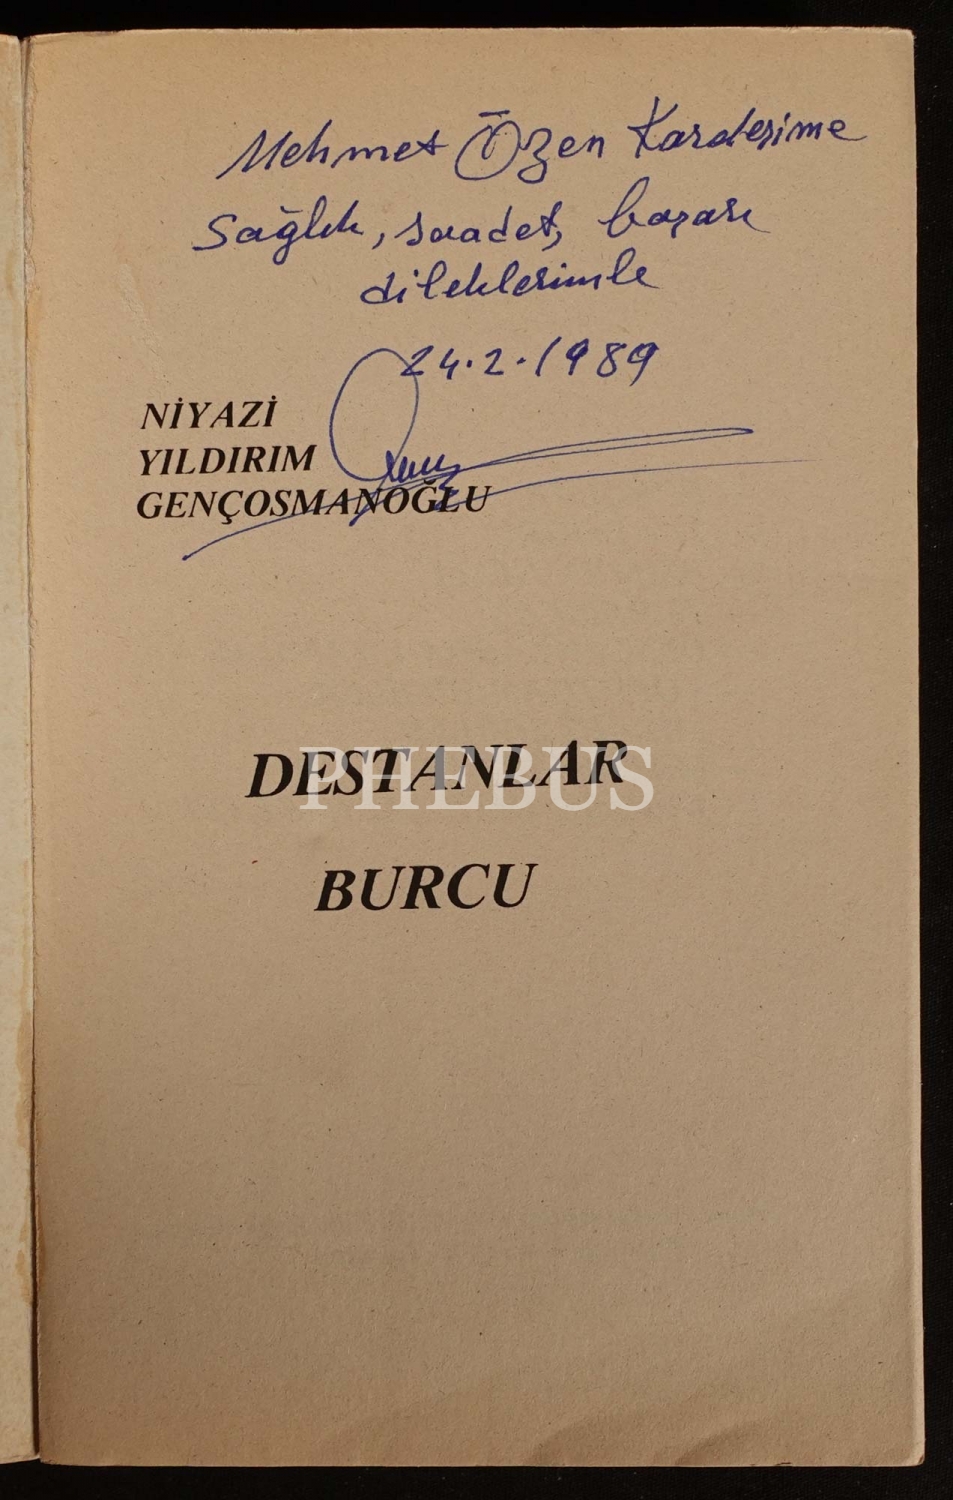 Mehmet Özen Kardeşime
Sağlık, saadet, başarı
dileklerimle
24.2.1989
NİYAZİ
YILDIRIM
GENÇOSMANOĞLU
DESTANLAR
PHEBUS
BURCU